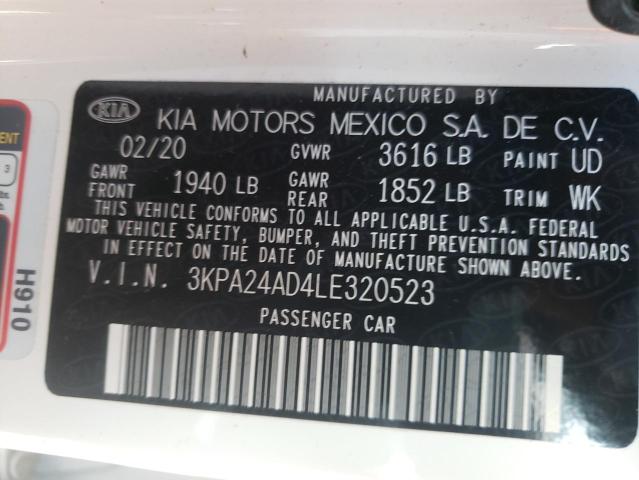 MANUFACTURED BY
KIA KIA MOTORS MEXICO S.A. DE C.V.
02/20 GVWR 3616 LB PAINT UD
GAWR FRONT 1940 LB GAWR REAR 1852 LB TRIM WK
THIS VEHICLE CONFORMS TO ALL APPLICABLE U.S.A. FEDERAL
MOTOR VEHICLE SAFETY, BUMPER, AND THEFT PREVENTION STANDARDS
IN EFFECT ON THE DATE OF MANUFACTURE SHOWN ABOVE.
V.I.N. 3KPA24AD4LE320523
PASSENGER CAR
H910
3